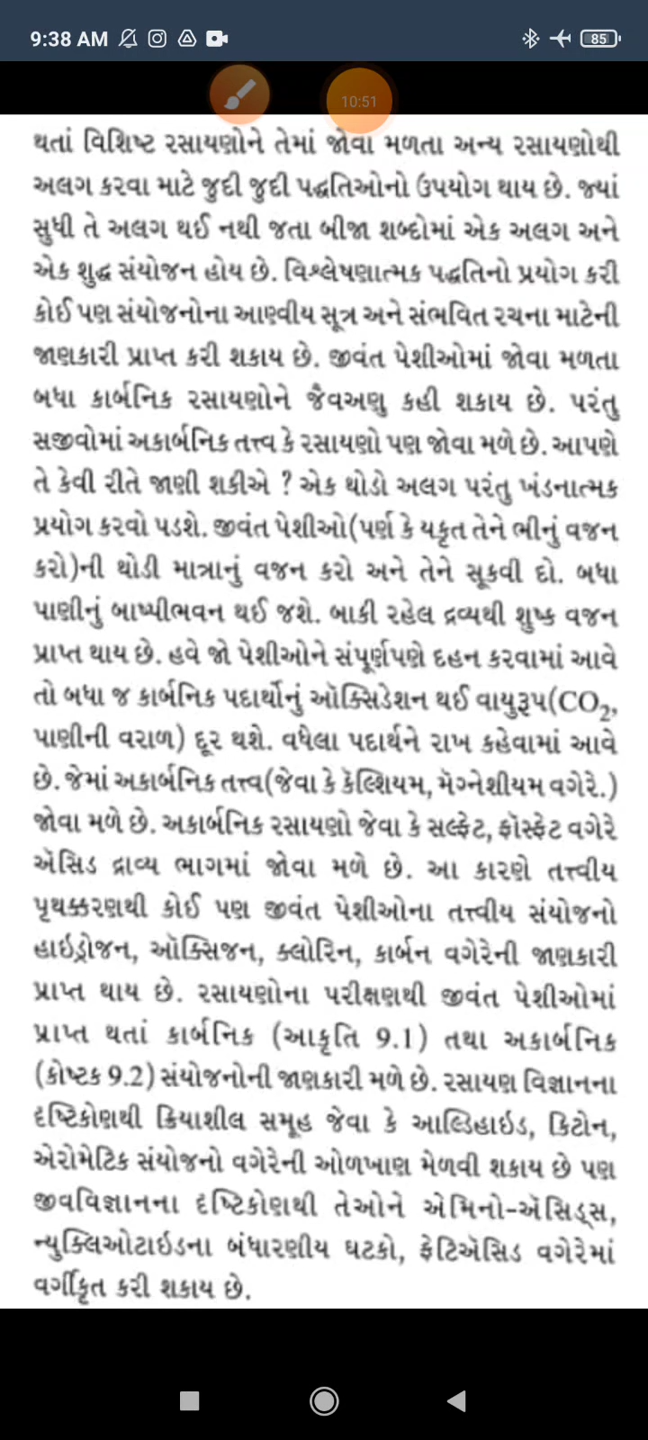 9:38 AM
85
10:51
થતાં વિશિષ્ટ રસાયણોને તેમાં જોવા મળતા અન્ય રસાયણોથી
અલગ કરવા માટે જુદી જુદી પદ્ધતિઓનો ઉપયોગ થાય છે. જ્યાં
સુધી તે અલગ થઈ નથી જતા બીજા શબ્દોમાં એક અલગ અને
એક શુદ્ધ સંયોજન હોય છે. વિશ્લેષણાત્મક પદ્ધતિનો પ્રયોગ કરી
કોઈ પણ સંયોજનોના આણ્વીય સૂત્ર અને સંભવિત રચના માટેની
જાણકારી પ્રાપ્ત કરી શકાય છે. જીવંત પેશીઓમાં જોવા મળતા
બધા કાર્બનિક રસાયણોને જૈવઅણુ કહી શકાય છે. પરંતુ
સજીવોમાં અકાર્બનિક તત્ત્વ કે રસાયણો પણ જોવા મળે છે. આપણે
તે કેવી રીતે જાણી શકીએ ? એક થોડો અલગ પરંતુ ખંડનાત્મક
પ્રયોગ કરવો પડશે. જીવંત પેશીઓ(પર્ણ કે યકૃત તેને ભીનું વજન
કરો)ની થોડી માત્રાનું વજન કરો અને તેને સૂકવી દો. બધા
પાણીનું બાષ્પીભવન થઈ જશે. બાકી રહેલ દ્રવ્યથી શુષ્ક વજન
પ્રાપ્ત થાય છે. હવે જો પેશીઓને સંપૂર્ણપણે દહન કરવામાં આવે
તો બધા જ કાર્બનિક પદાર્થોનું ઑક્સિડેશન થઈ વાયુરૂપ(CO₂,
પાણીની વરાળ) દૂર થશે. વધેલા પદાર્થને રાખ કહેવામાં આવે
છે. જેમાં અકાર્બનિક તત્ત્વ(જેવા કે કૅલ્શિયમ, મૅગ્નેશીયમ વગેરે.)
જોવા મળે છે. અકાર્બનિક રસાયણો જેવા કે સલ્ફેટ, ફૉસ્ફેટ વગેરે
ઍસિડ દ્રાવ્ય ભાગમાં જોવા મળે છે. આ કારણે તત્ત્વીય
પૃથક્કરણથી કોઈ પણ જીવંત પેશીઓના તત્ત્વીય સંયોજનો
હાઇડ્રોજન, ઑક્સિજન, ક્લોરિન, કાર્બન વગેરેની જાણકારી
પ્રાપ્ત થાય છે. રસાયણોના પરીક્ષણથી જીવંત પેશીઓમાં
પ્રાપ્ત થતાં કાર્બનિક (આકૃતિ 9.1) તથા અકાર્બનિક
(કોષ્ટક 9.2) સંયોજનોની જાણકારી મળે છે. રસાયણ વિજ્ઞાનના
દૃષ્ટિકોણથી ક્રિયાશીલ સમૂહ જેવા કે આલ્ડિહાઇડ, કિટોન,
એરોમેટિક સંયોજનો વગેરેની ઓળખાણ મેળવી શકાય છે પણ
જીવવિજ્ઞાનના દૃષ્ટિકોણથી તેઓને એમિનો-ઍસિડ્સ,
ન્યુક્લિઓટાઇડના બંધારણીય ઘટકો, ફેટિઍસિડ વગેરેમાં
વર્ગીકૃત કરી શકાય છે.